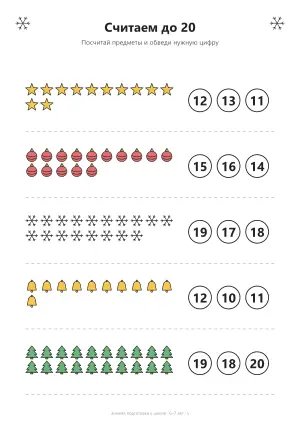 Считаем до 20
Посчитай предметы и обведи нужную цифру
12 13 11
15 16 14
19 17 18
12 10 11
19 18 20